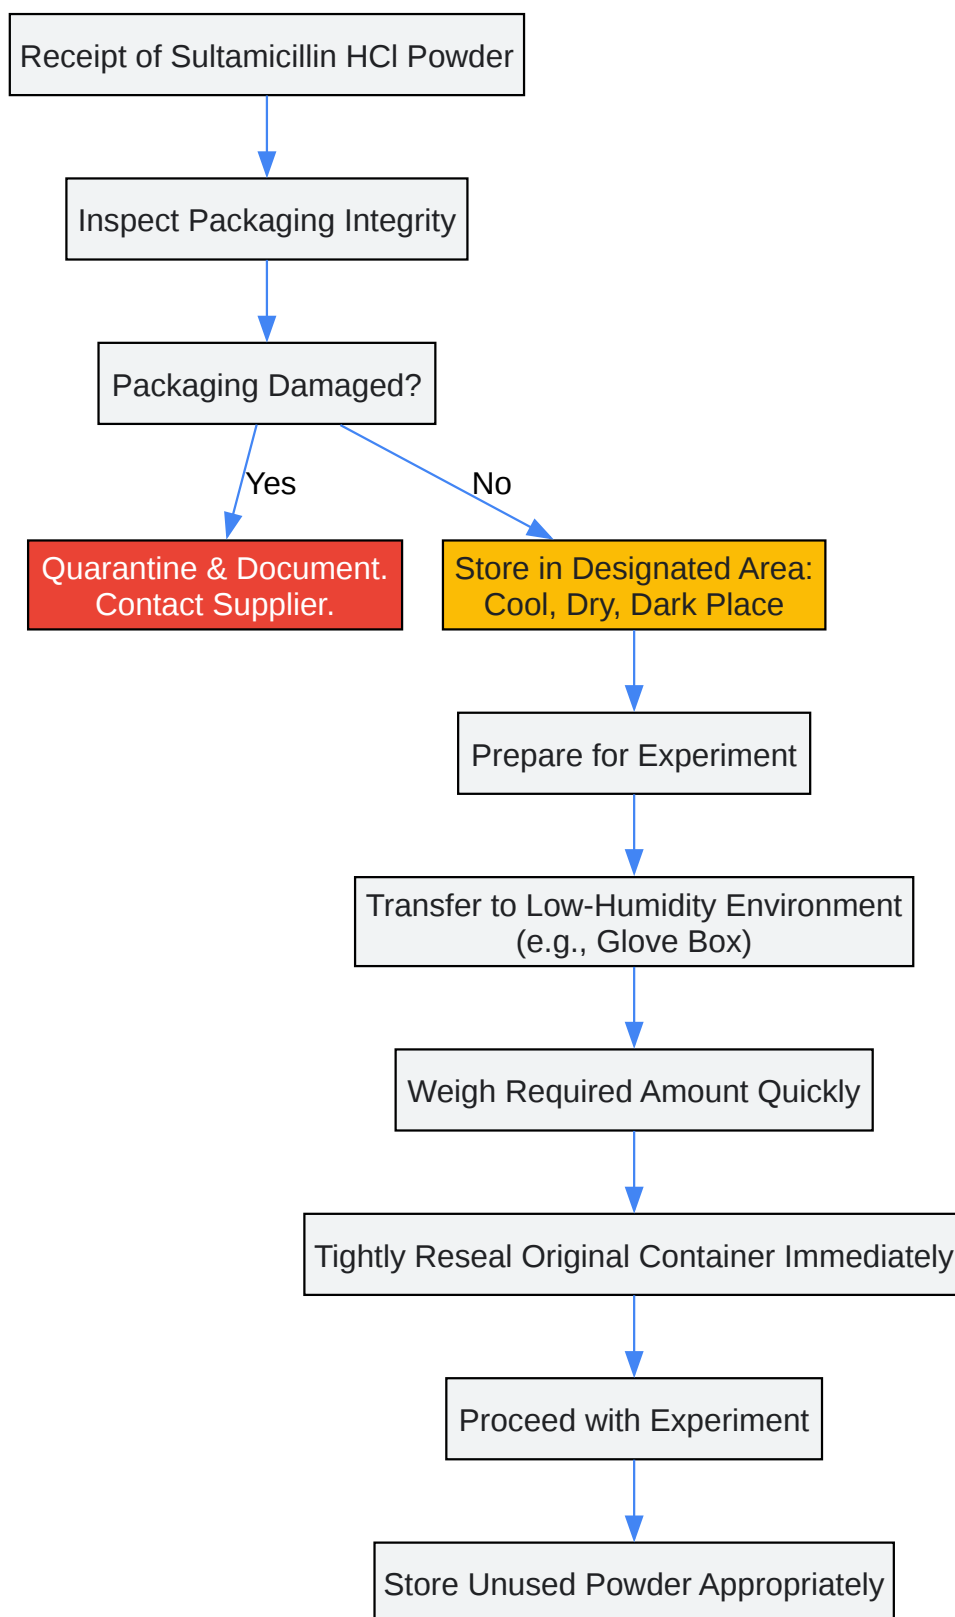 Receipt of Sultamicillin HCl Powder
Inspect Packaging Integrity
Packaging Damaged?
Yes
No
Quarantine & Document.
Contact Supplier.
Store in Designated Area:
Cool, Dry, Dark Place
Prepare for Experiment
Transfer to Low-Humidity Environment
(e.g., Glove Box)
Weigh Required Amount Quickly
Tightly Reseal Original Container Immediately
Proceed with Experiment
Store Unused Powder Appropriately